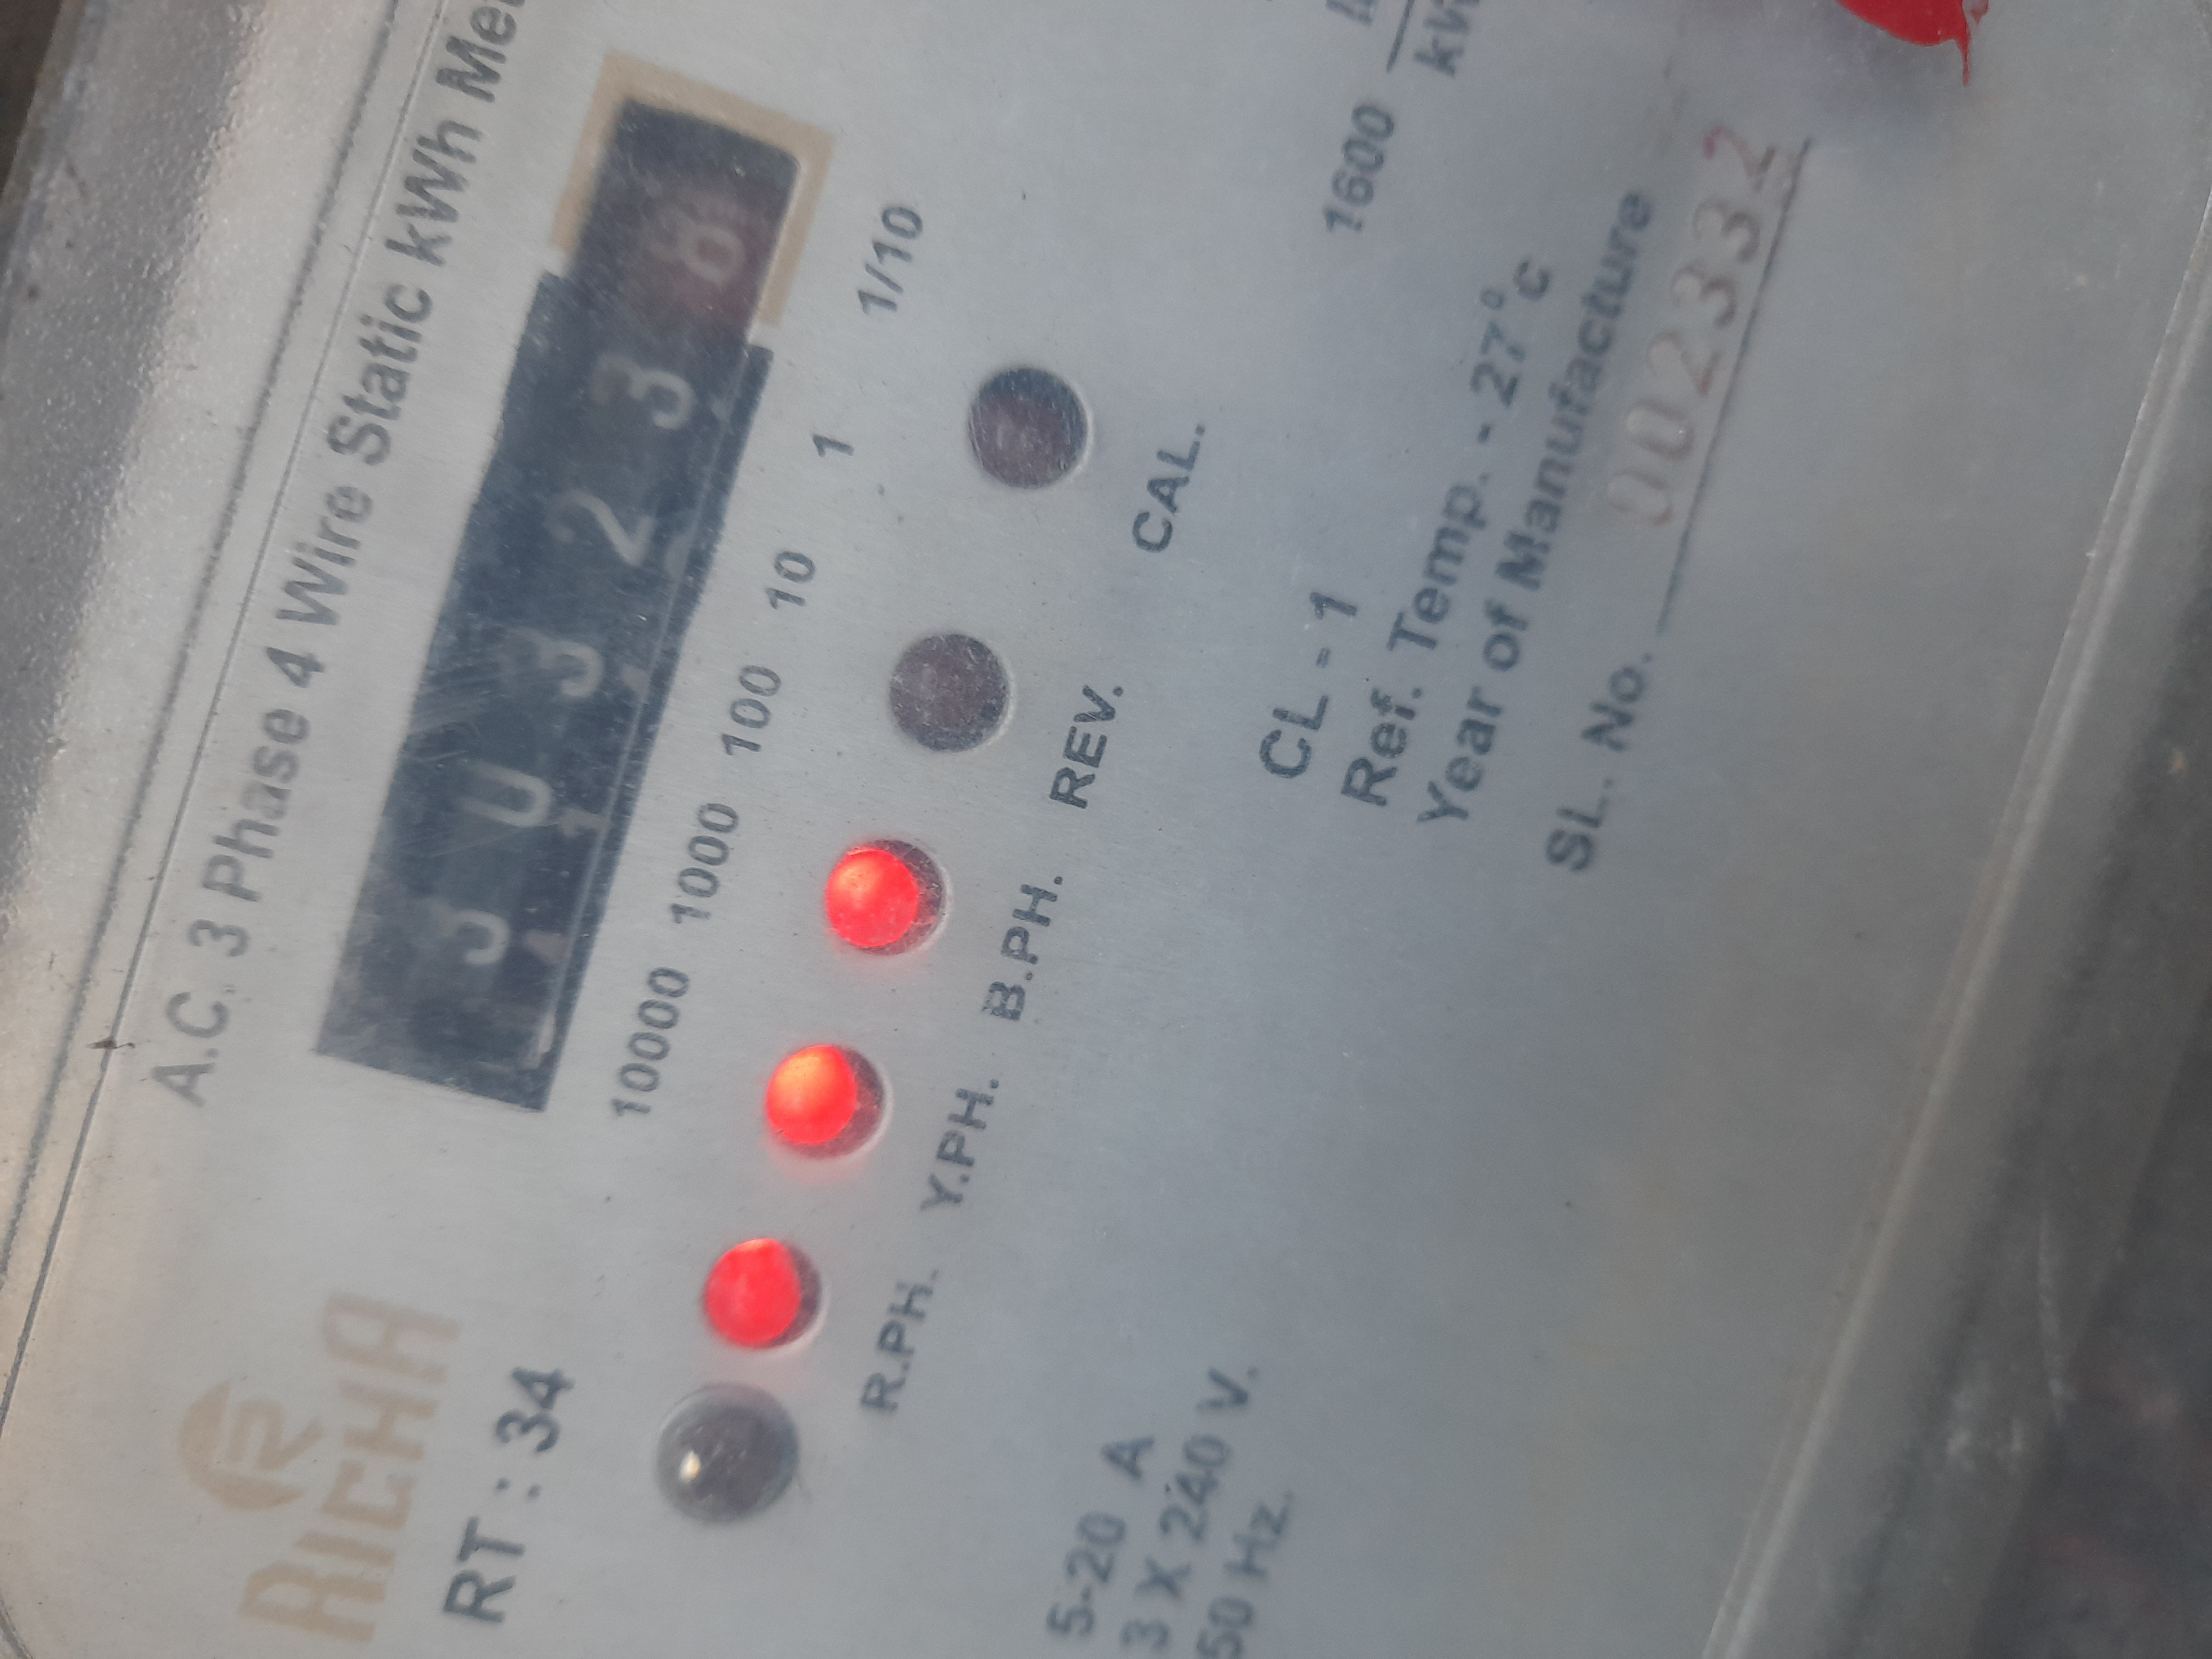 A.C. 3 Phase 4 Wire Static kWh
RICHA
RT : 34
3 0 3 2 3 8
10000 1000 100 10 1 1/10
R.PH. Y.PH. B.PH. REV. CAL.
5-20 A
3 X 240 V.
50 Hz.
1600
CL - 1
Ref. Temp. - 27°c
Year of Manufacture
SL. No. 002332